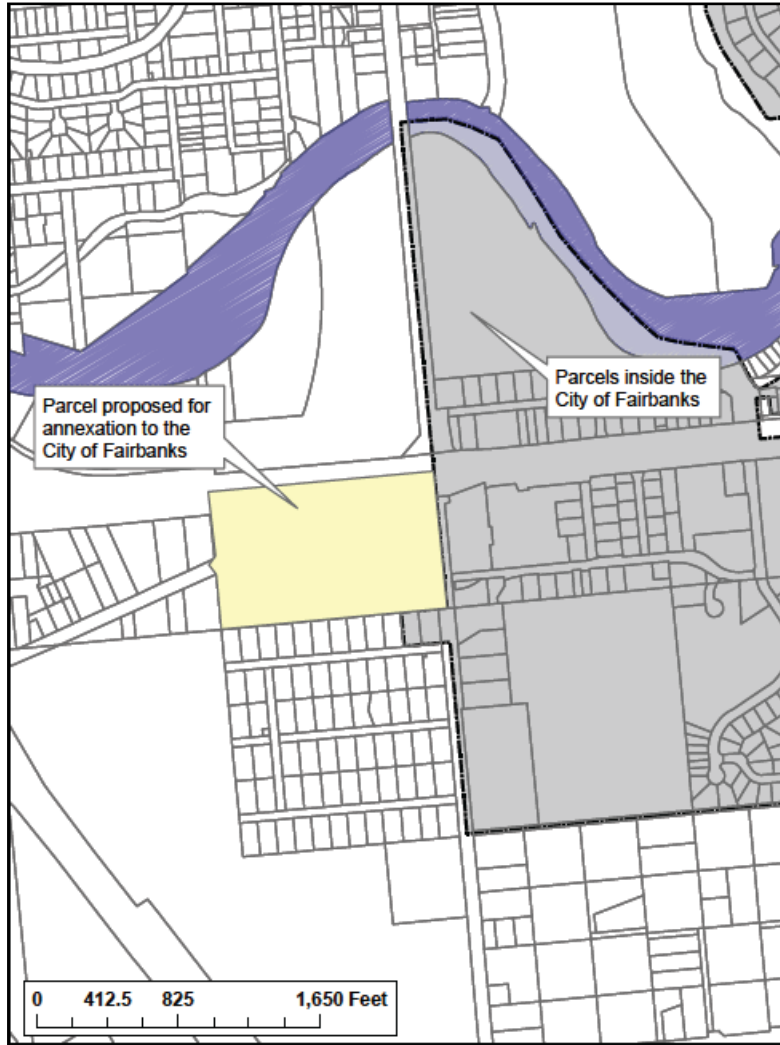 Parcels inside the
City of Fairbanks
Parcel proposed for
annexation to the
City of Fairbanks
0 412.5 825 1,650 Feet